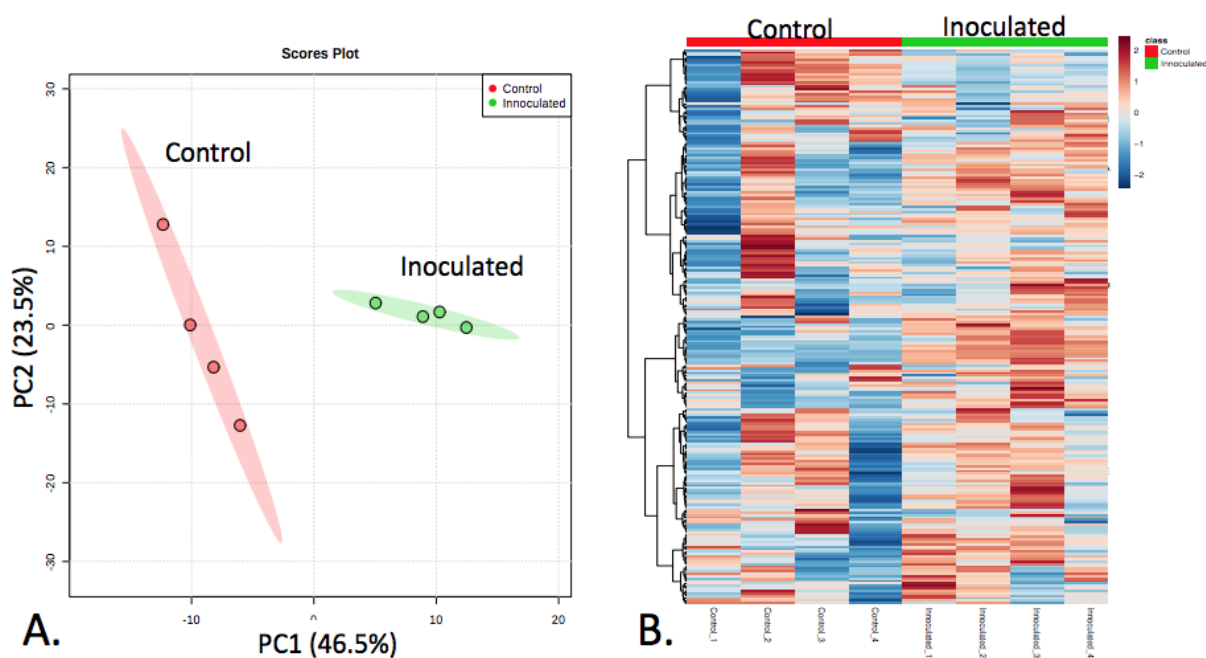 Scores Plot
Control
Innoculated
Control
Inoculated
30
20
10
0
-10
-20
-30
PC2 (23.5%)
-10
0
10
20
PC1 (46.5%)
A.
Control
Inoculated
class
Control
Innoculated
2
1
0
-1
-2
Control_1
Control_2
Control_3
Control_4
Innoculated_1
Innoculated_2
Innoculated_3
Innoculated_4
B.